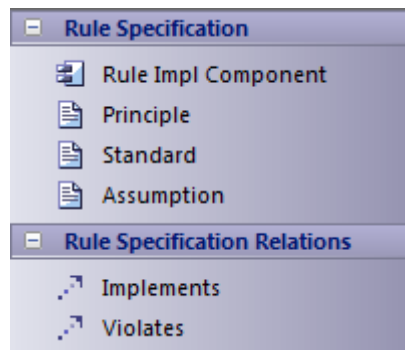 Rule Specification
Rule Impl Component
Principle
Standard
Assumption
Rule Specification Relations
Implements
Violates